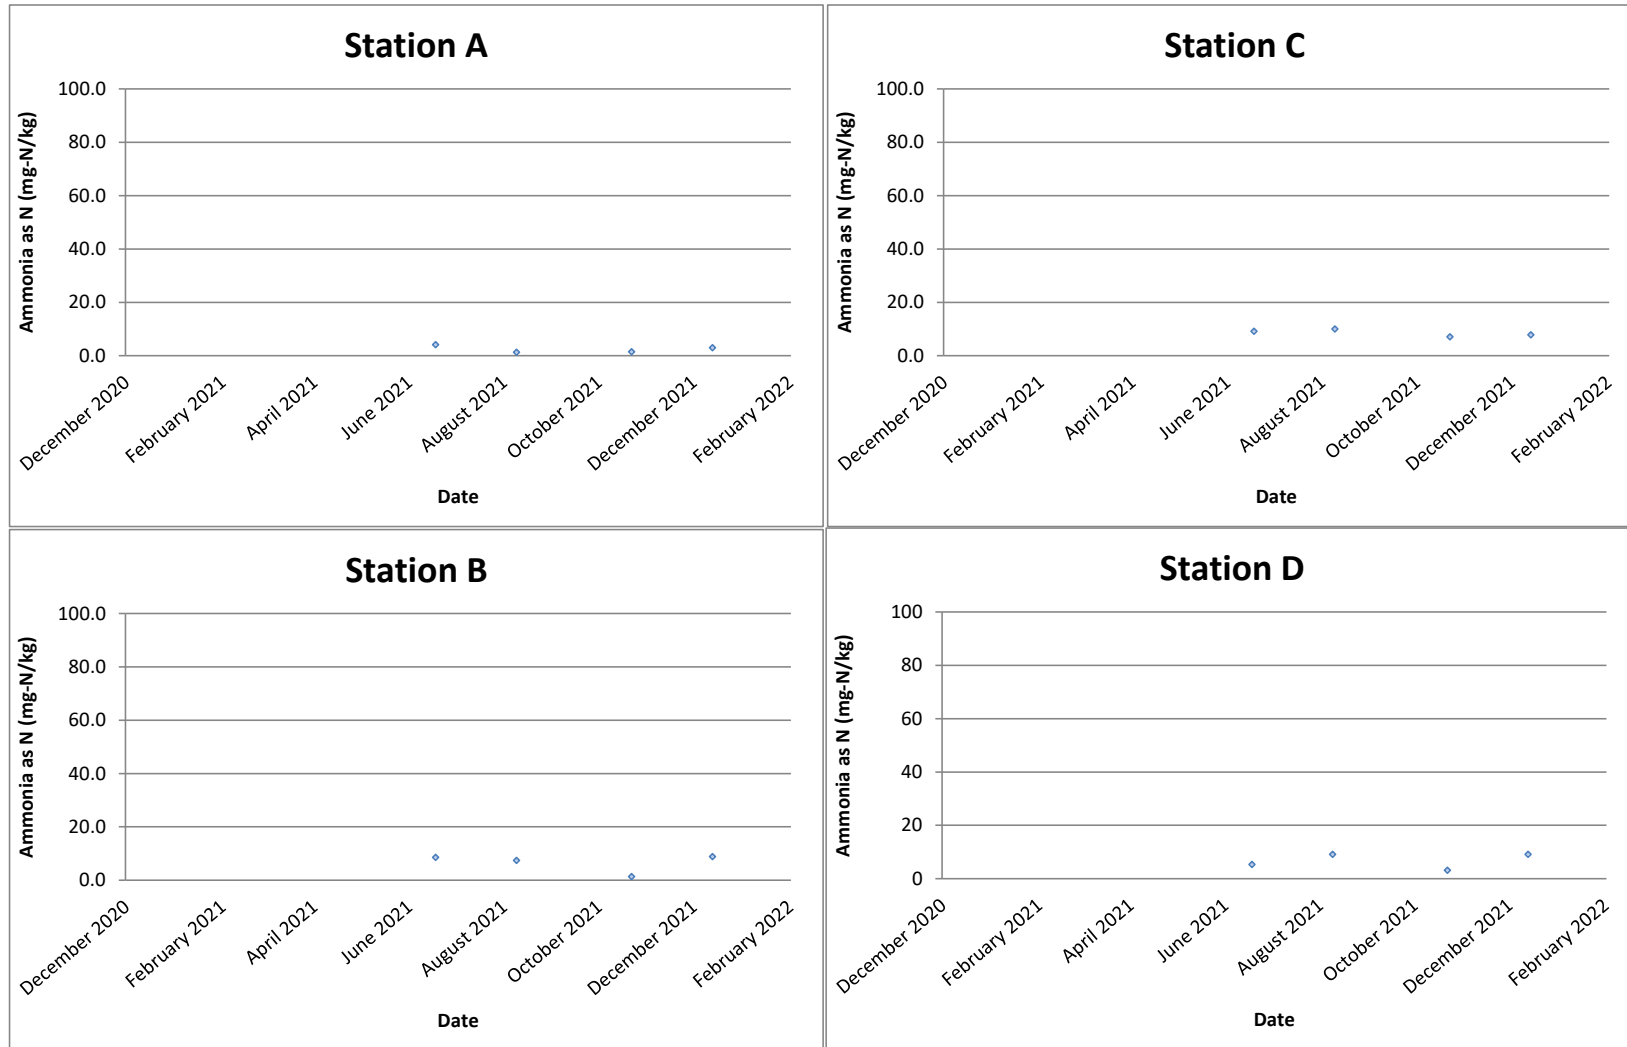 Station A
Ammonia as N (mg-N/kg)
100.0
80.0
60.0
40.0
20.0
0.0
December 2020
February 2021
April 2021
June 2021
August 2021
October 2021
December 2021
February 2022
Date
Station C
Ammonia as N (mg-N/kg)
100.0
80.0
60.0
40.0
20.0
0.0
December 2020
February 2021
April 2021
June 2021
August 2021
October 2021
December 2021
February 2022
Date
Station B
Ammonia as N (mg-N/kg)
100.0
80.0
60.0
40.0
20.0
0.0
December 2020
February 2021
April 2021
June 2021
August 2021
October 2021
December 2021
February 2022
Date
Station D
Ammonia as N (mg-N/kg)
100
80
60
40
20
0
December 2020
February 2021
April 2021
June 2021
August 2021
October 2021
December 2021
February 2022
Date